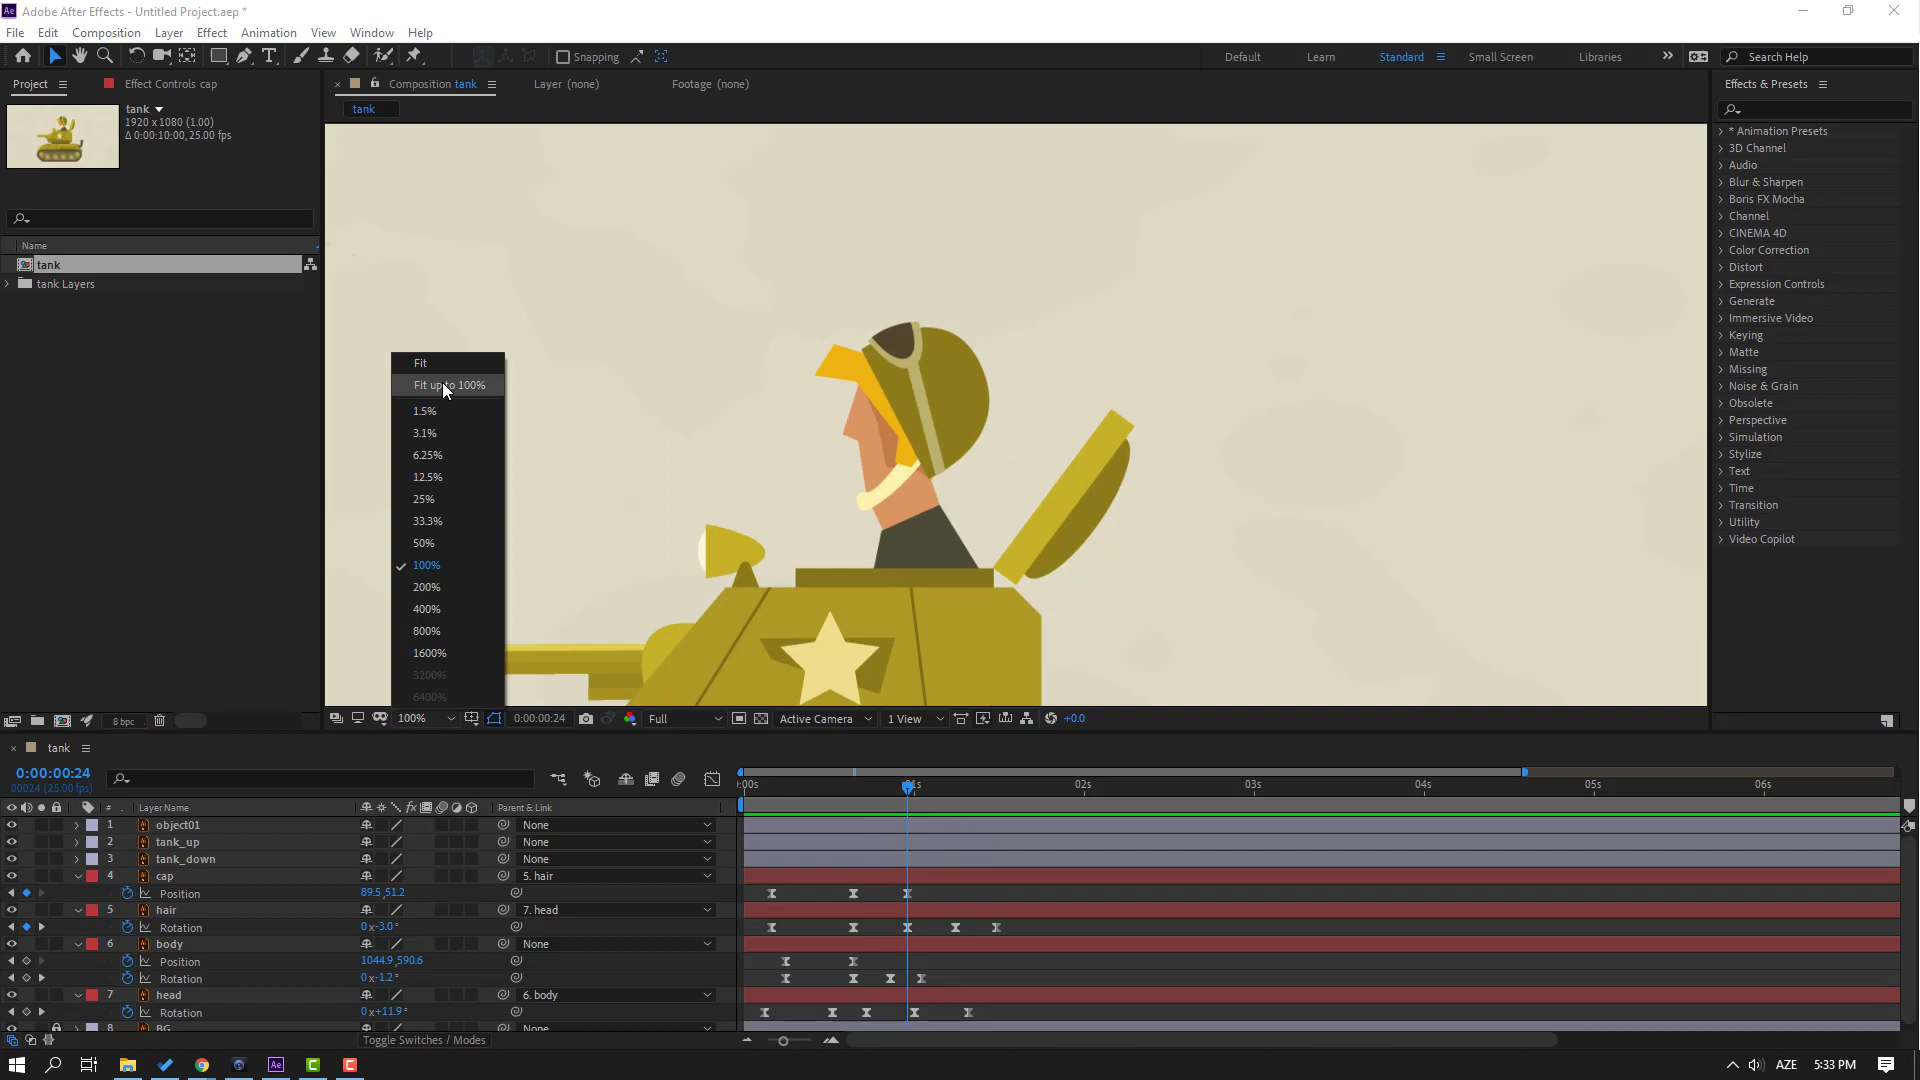 Adobe After Effects - Untitled Project.aep *
File Edit Composition Layer Effect Animation View Window Help
Snapping Default Learn Standard Small Screen Libraries Search Help
Project Effect Controls cap Composition tank Layer (none) Footage (none) Effects & Presets
tank
1920 x 1080 (1.00)
Δ 0:00:10:00, 25.00 fps
tank
Name
tank
tank Layers
* Animation Presets
3D Channel
Audio
Blur & Sharpen
Boris FX Mocha
Channel
CINEMA 4D
Color Correction
Distort
Expression Controls
Generate
Immersive Video
Keying
Matte
Missing
Noise & Grain
Obsolete
Perspective
Simulation
Stylize
Text
Time
Transition
Utility
Video Copilot
Fit
Fit up to 100%
1.5%
3.1%
6.25%
12.5%
25%
33.3%
50%
100%
200%
400%
800%
1600%
3200%
6400%
8 bpc 100% 0:00:00:24 Full Active Camera 1 View +0.0
tank
0:00:00:24
00024 (25.00 fps)
:00s 01s 02s 03s 04s 05s 06s
# Layer Name fx Parent & Link
1 object01 None
2 tank_up None
3 tank_down None
4 cap 5. hair
Position 89.5,51.2
5 hair 7. head
Rotation 0 x-3.0°
6 body None
Position 1044.9,590.6
Rotation 0 x-1.2°
7 head 6. body
Rotation 0 x+11.9°
8 BG None
Toggle Switches / Modes
Ae AZE 5:33 PM